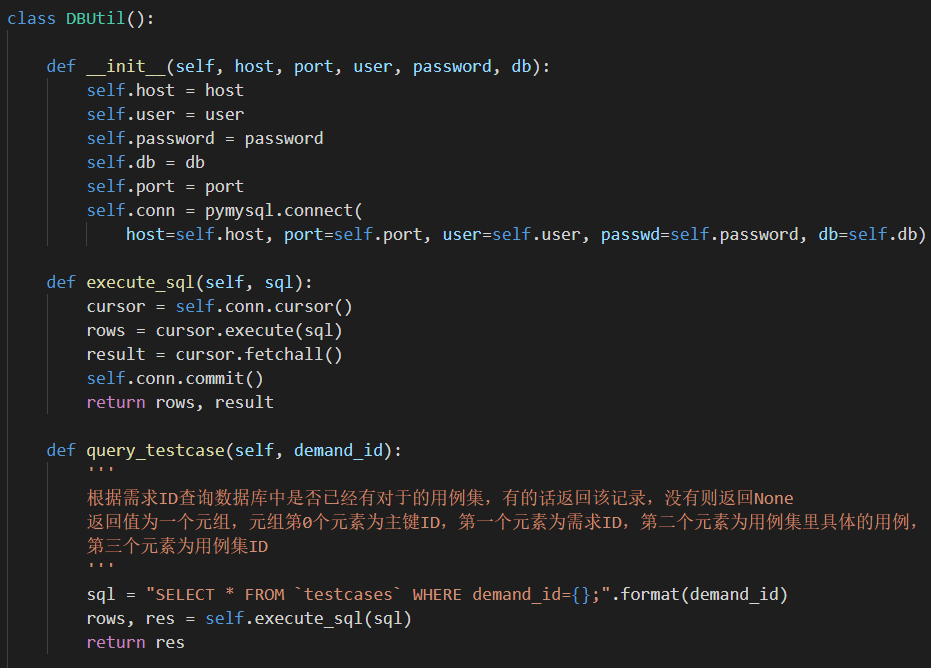 class DBUtil():
def __init__(self, host, port, user, password, db):
self.host = host
self.user = user
self.password = password
self.db = db
self.port = port
self.conn = pymysql.connect(
host=self.host, port=self.port, user=self.user, passwd=self.password, db=self.db)
def execute_sql(self, sql):
cursor = self.conn.cursor()
rows = cursor.execute(sql)
result = cursor.fetchall()
self.conn.commit()
return rows, result
def query_testcase(self, demand_id):
'''
根据需求ID查询数据库中是否已经有对于的用例集，有的话返回该记录，没有则返回None
返回值为一个元组，元组第0个元素为主键ID，第一个元素为需求ID，第二个元素为用例集里具体的用例，
第三个元素为用例集ID
'''
sql = "SELECT * FROM `testcases` WHERE demand_id={};".format(demand_id)
rows, res = self.execute_sql(sql)
return res